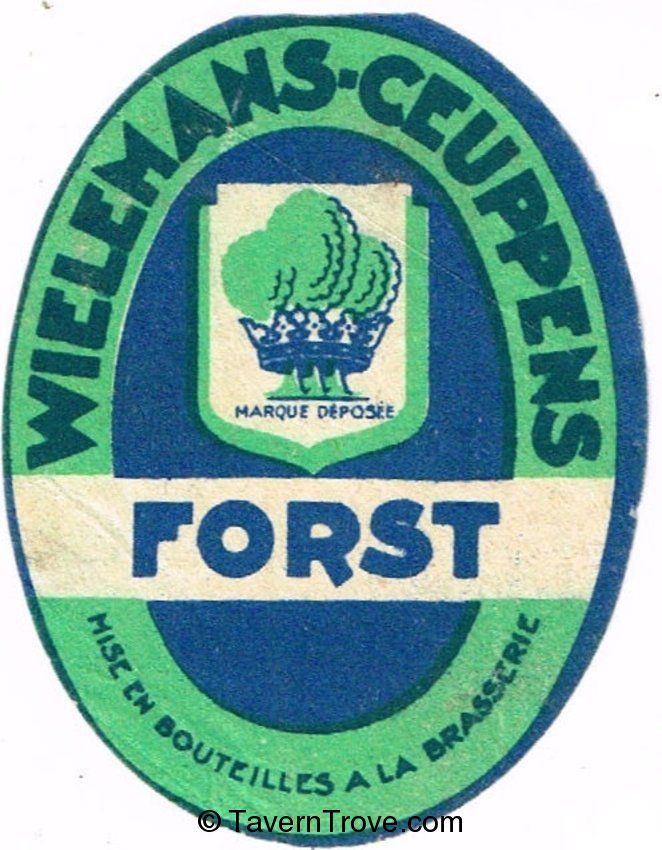 WIELEMANS-CEUPPENS
MARQUE DÉPOSÉE
FORST
MISE EN BOUTEILLES A LA BRASSERIE
© TavernTrove.com